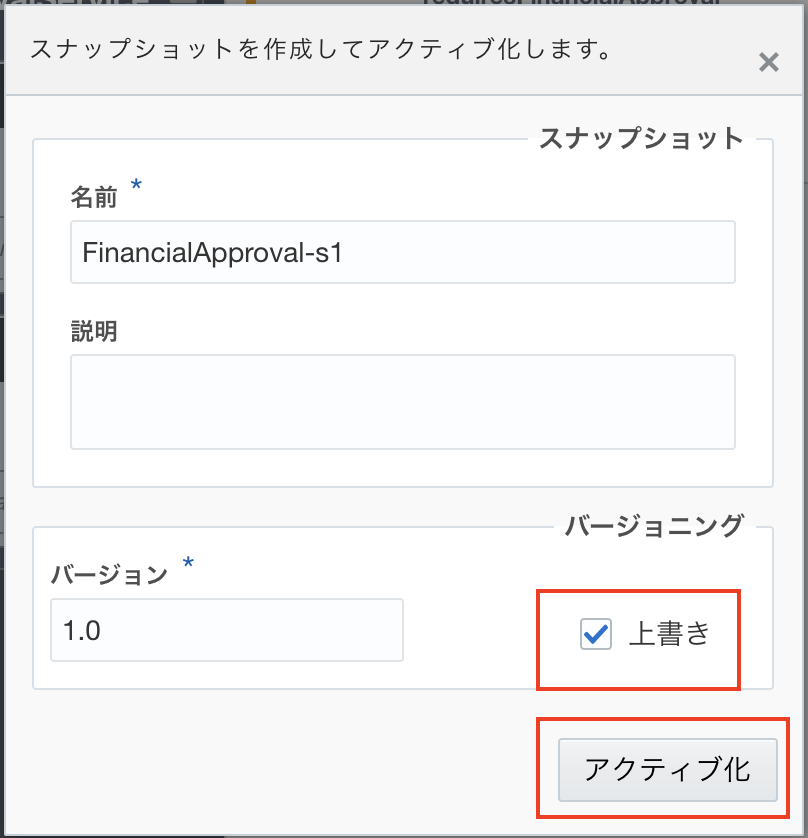 requiresFinancialApproval
スナップショットを作成してアクティブ化します。
×
スナップショット
名前 *
FinancialApproval-s1
説明
バージョニング
バージョン *
1.0
上書き
アクティブ化